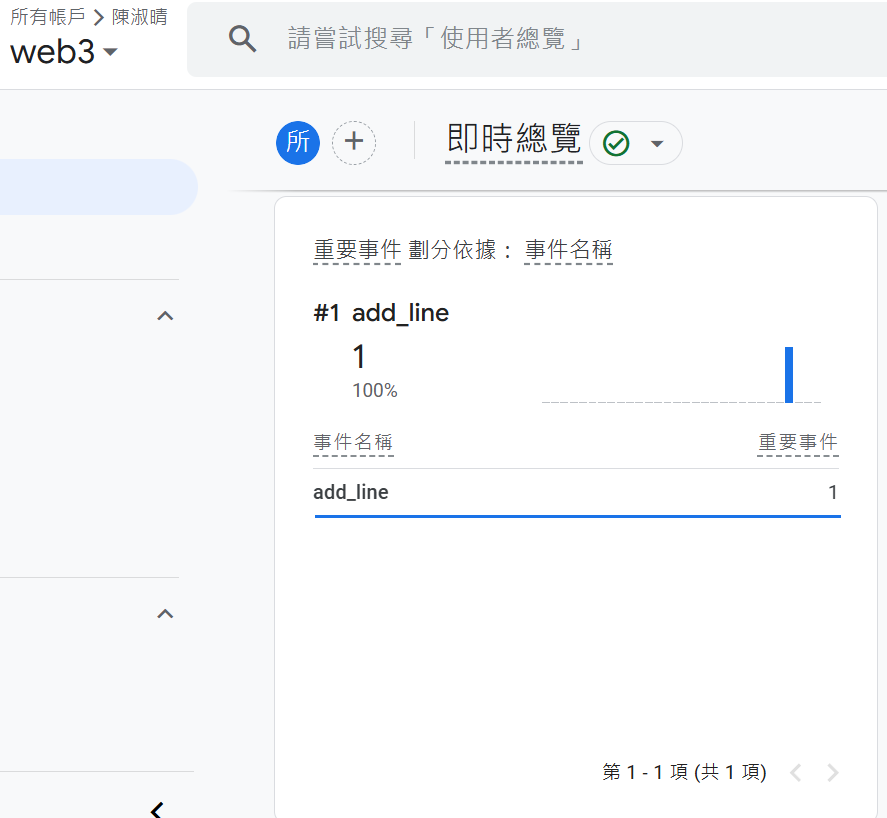 所有帳戶 > 陳淑晴
web3
請嘗試搜尋「使用者總覽」
所
即時總覽
重要事件 劃分依據： 事件名稱
#1 add_line
1
100%
事件名稱 重要事件
add_line 1
第 1 - 1 項 (共 1 項)